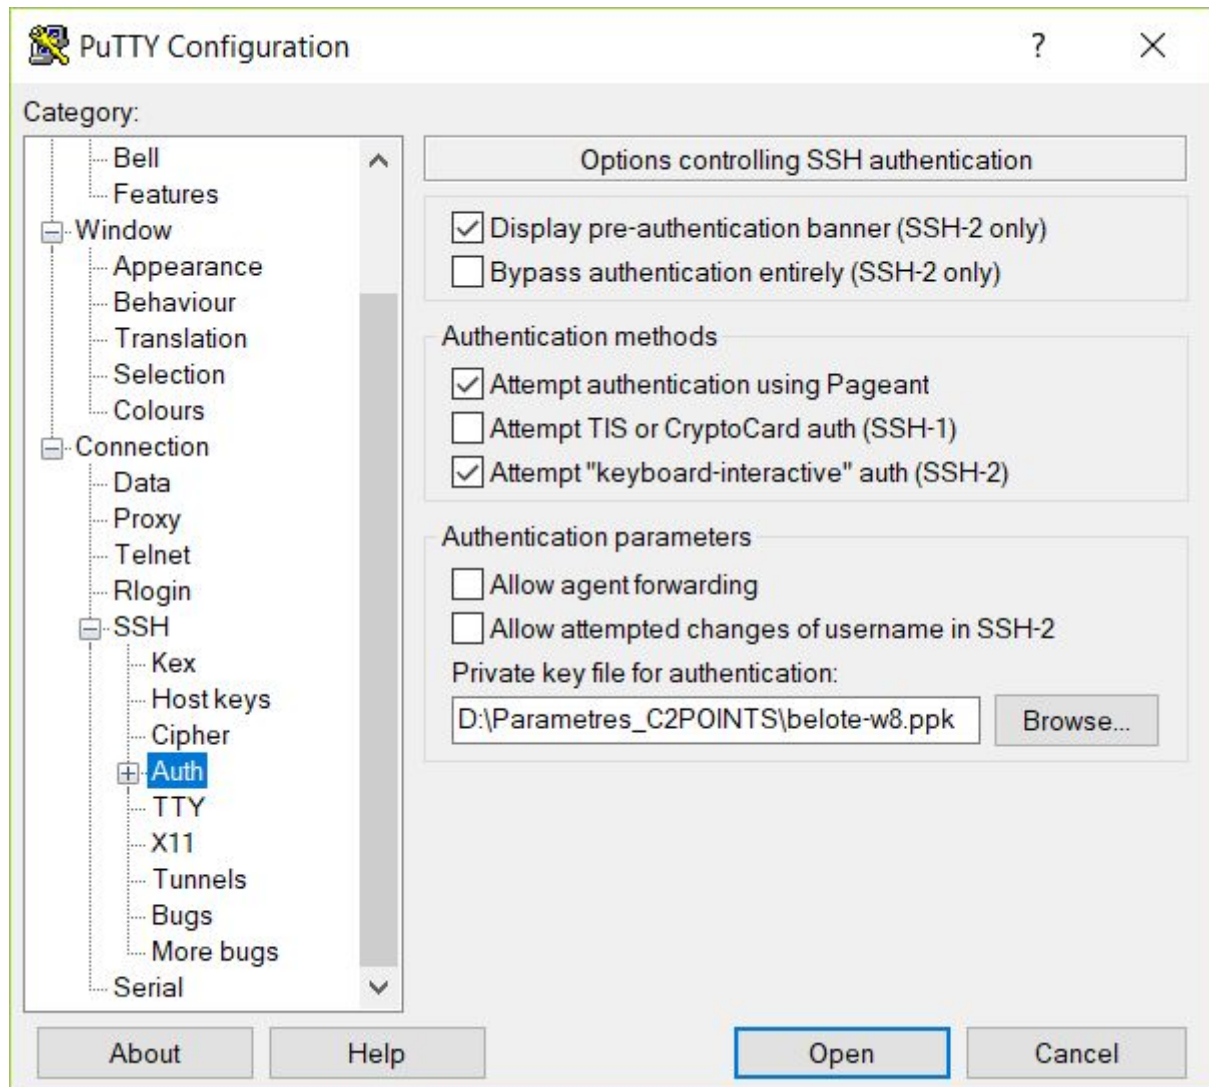 PuTTY Configuration
?
Category:
Bell
Features
Window
Appearance
Behaviour
Translation
Selection
Colours
Connection
Data
Proxy
Telnet
Rlogin
SSH
Kex
Host keys
Cipher
Auth
TTY
X11
Tunnels
Bugs
More bugs
Serial
Options controlling SSH authentication
Display pre-authentication banner (SSH-2 only)
Bypass authentication entirely (SSH-2 only)
Authentication methods
Attempt authentication using Pageant
Attempt TIS or CryptoCard auth (SSH-1)
Attempt "keyboard-interactive" auth (SSH-2)
Authentication parameters
Allow agent forwarding
Allow attempted changes of username in SSH-2
Private key file for authentication:
D:\Parametres_C2POINTS\belote-w8.ppk
Browse...
About
Help
Open
Cancel